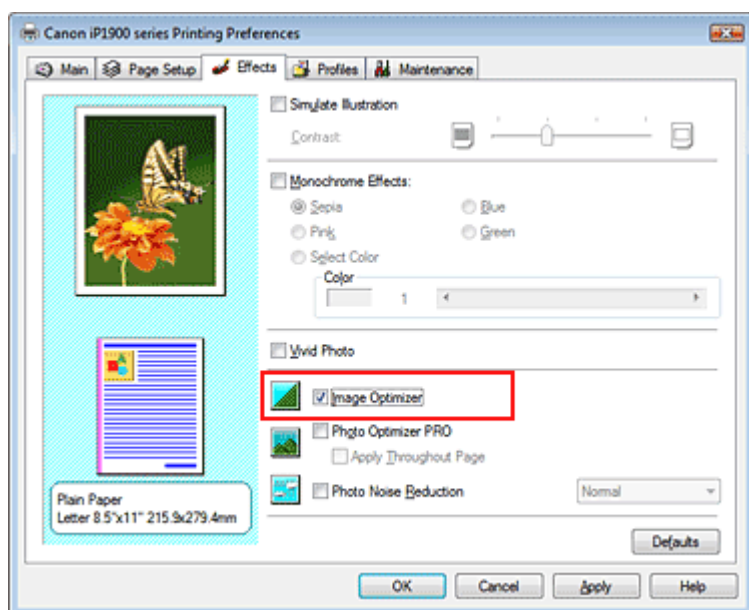 Canon iP1900 series Printing Preferences
Main
Page Setup
Effects
Profiles
Maintenance
Simulate Illustration
Contrast:
Monochrome Effects:
Sepia
Blue
Pink
Green
Select Color
Color
1
Vivid Photo
Image Optimizer
Photo Optimizer PRO
Apply Throughout Page
Photo Noise Reduction
Normal
Plain Paper
Letter 8.5"x11" 215.9x279.4mm
Defaults
OK
Cancel
Apply
Help